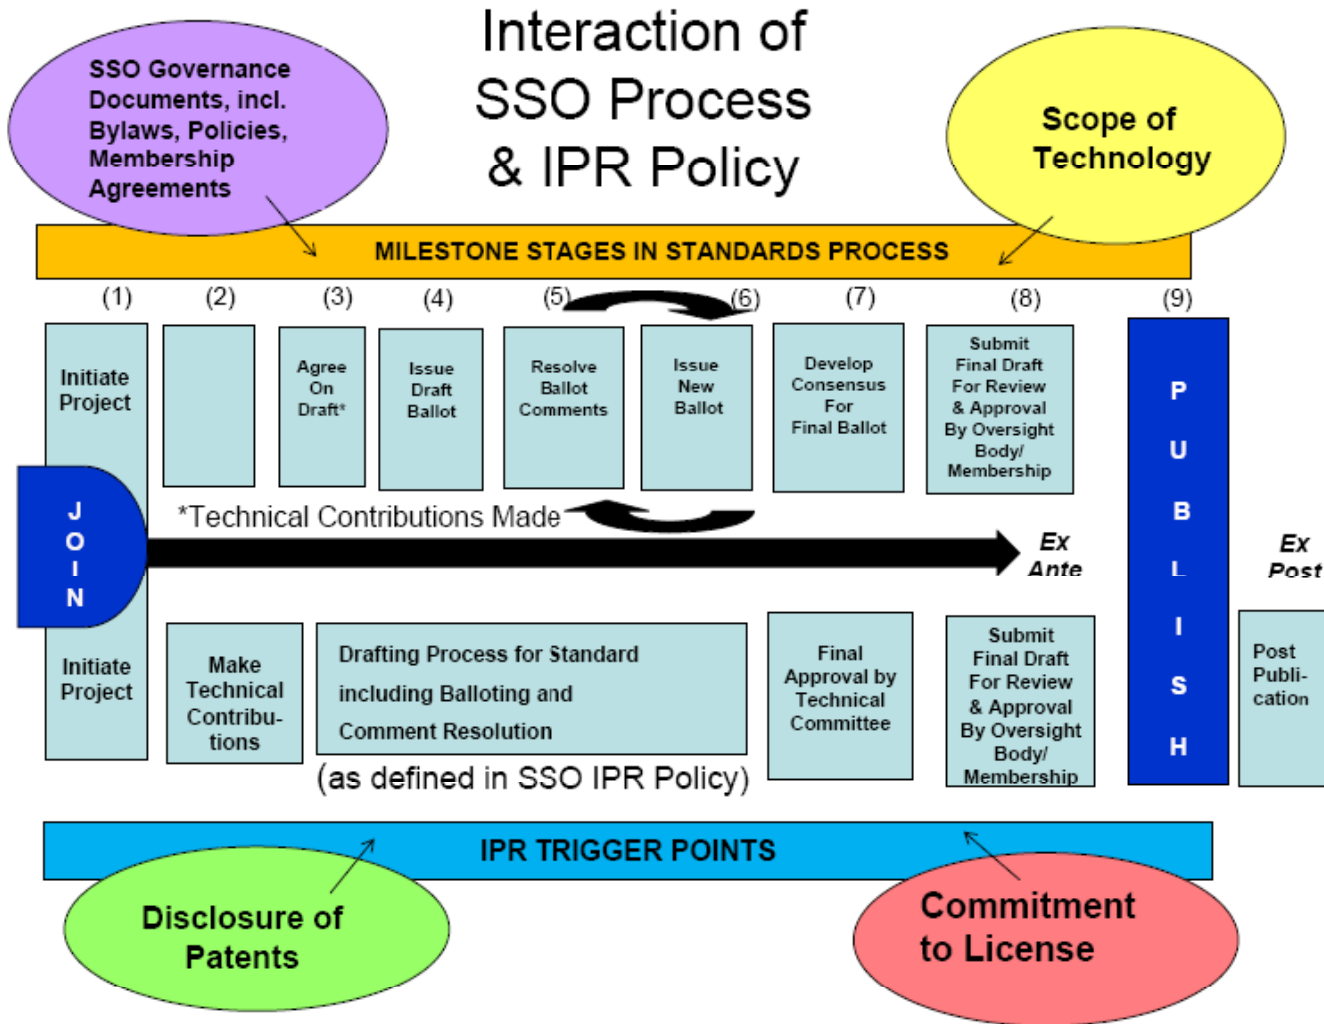 Interaction of
SSO Process
& IPR Policy
SSO Governance
Documents, incl.
Bylaws, Policies,
Membership
Agreements
Scope of
Technology
MILESTONE STAGES IN STANDARDS PROCESS
(1)
(2)
(3)
(4)
(5)
(6)
(7)
(8)
(9)
Initiate
Project
Agree
On
Draft*
Issue
Draft
Ballot
Resolve
Ballot
Comments
Issue
New
Ballot
Develop
Consensus
For
Final Ballot
Submit
Final Draft
For Review
& Approval
By Oversight
Body/
Membership
P
U
B
L
I
S
H
J
O
I
N
*Technical Contributions Made
Ex
Ante
Ex
Post
Initiate
Project
Make
Technical
Contribu-
tions
Drafting Process for Standard
including Balloting and
Comment Resolution
(as defined in SSO IPR Policy)
Final
Approval by
Technical
Committee
Submit
Final Draft
For Review
& Approval
By Oversight
Body/
Membership
Post
Publi-
cation
IPR TRIGGER POINTS
Disclosure of
Patents
Commitment
to License